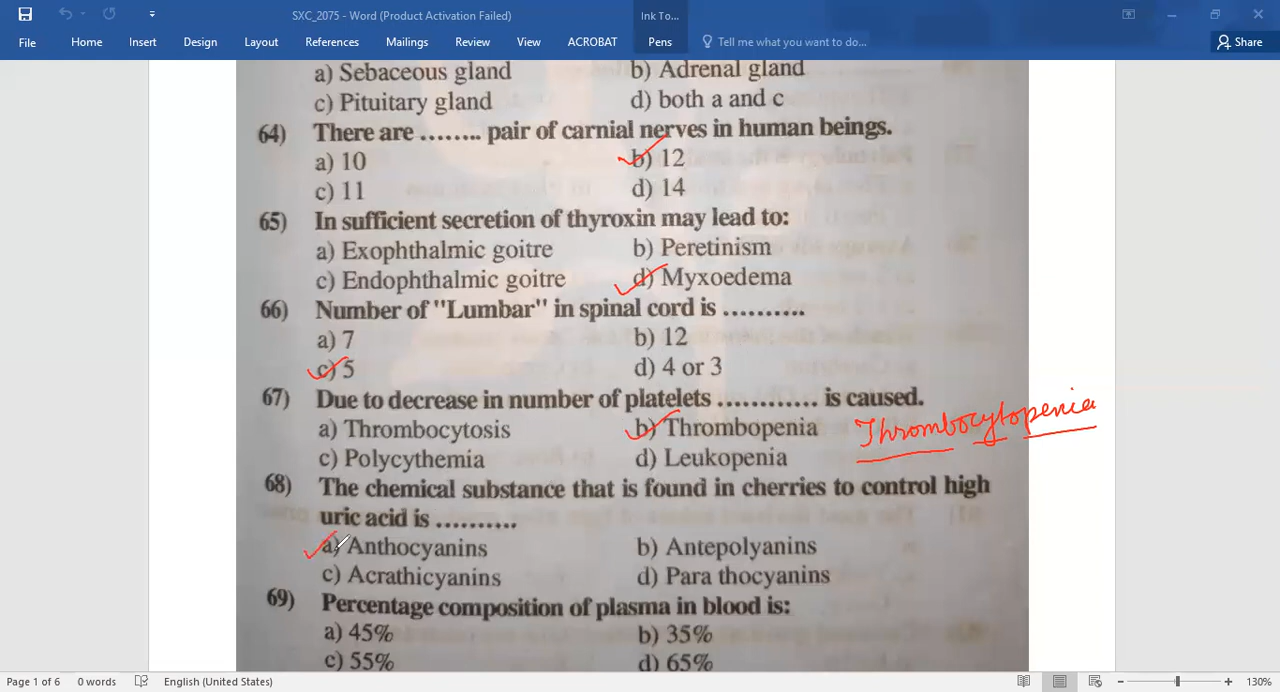 SXC_2075 - Word (Product Activation Failed)
Ink To...
File Home Insert Design Layout References Mailings Review View ACROBAT Pens Tell me what you want to do... Share
a) Sebaceous gland b) Adrenal gland
c) Pituitary gland d) both a and c
64) There are ........ pair of carnial nerves in human beings.
a) 10 b) 12
c) 11 d) 14
65) In sufficient secretion of thyroxin may lead to:
a) Exophthalmic goitre b) Peretinism
c) Endophthalmic goitre d) Myxoedema
66) Number of "Lumbar" in spinal cord is ..........
a) 7 b) 12
c) 5 d) 4 or 3
67) Due to decrease in number of platelets ............ is caused.
a) Thrombocytosis b) Thrombopenia Thrombocytopenia
c) Polycythemia d) Leukopenia
68) The chemical substance that is found in cherries to control high
uric acid is ..........
a) Anthocyanins b) Antepolyanins
c) Acrathicyanins d) Para thocyanins
69) Percentage composition of plasma in blood is:
a) 45% b) 35%
c) 55% d) 65%
Page 1 of 6 0 words English (United States) 130%